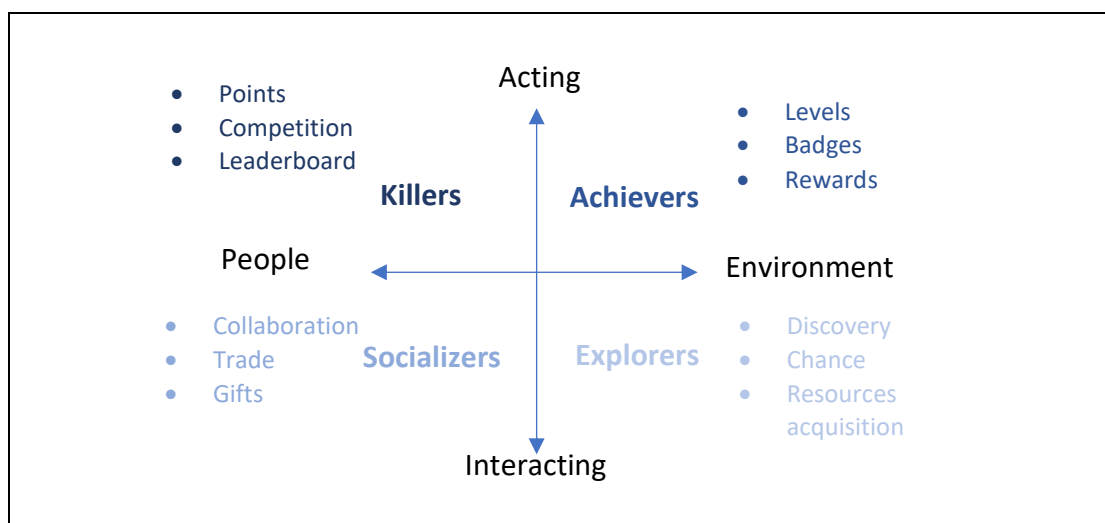 Acting
• Points
• Competition
• Leaderboard
• Levels
• Badges
• Rewards
Killers
Achievers
People
Environment
• Collaboration
• Trade
• Gifts
Socializers
Explorers
• Discovery
• Chance
• Resources
acquisition
Interacting